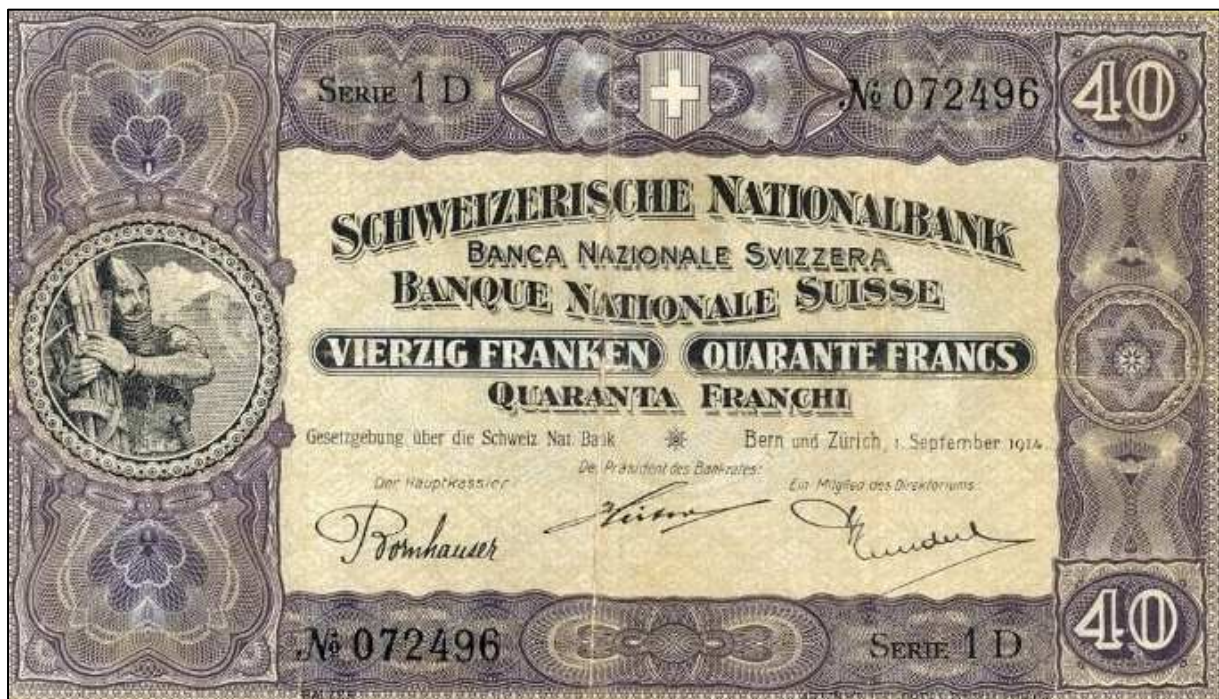 SERIE 1 D № 072496 40
SCHWEIZERISCHE NATIONALBANK
BANCA NAZIONALE SVIZZERA
BANQUE NATIONALE SUISSE
VIERZIG FRANKEN QUARANTE FRANCS
QUARANTA FRANCHI
Gesetzgebung über die Schweiz. Nat. Bank Bern und Zürich, 1. September 1914.
Der Präsident des Bankrates:
Der Hauptkassier: Ein Mitglied des Direktoriums:
Bornhauser
№ 072496 SERIE 1 D 40